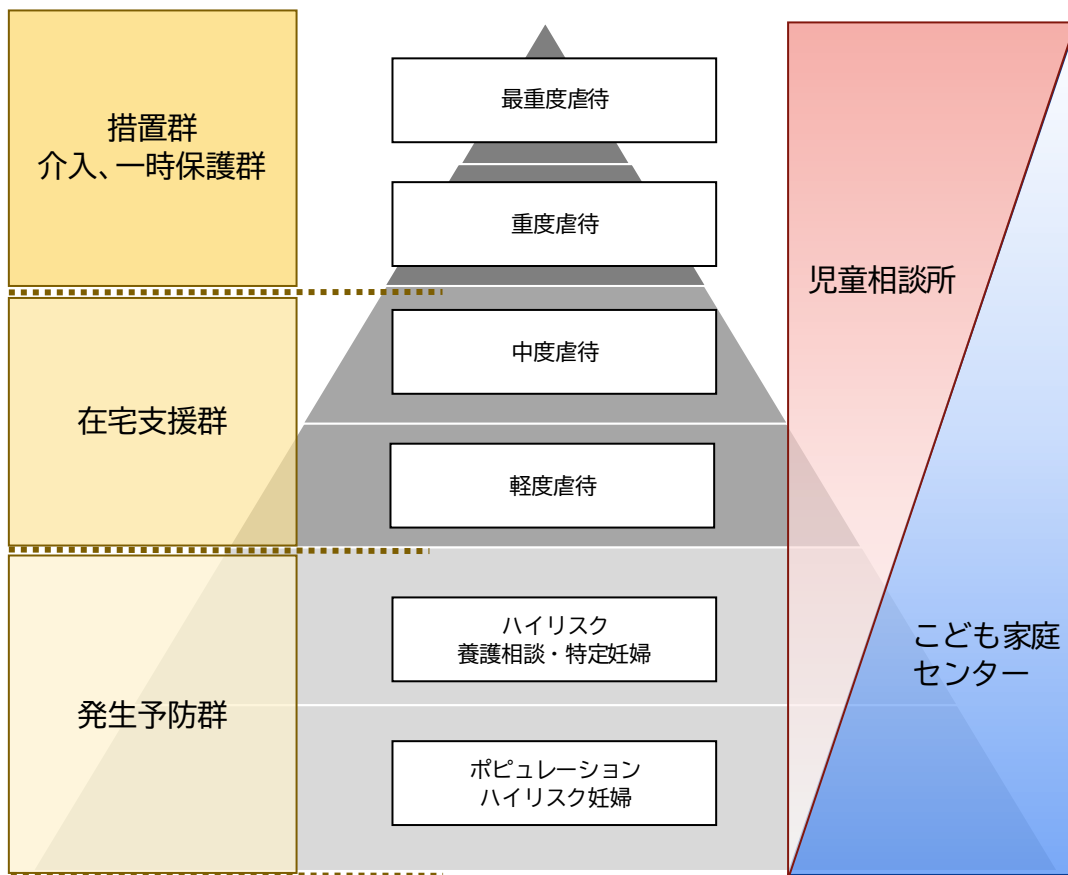 措置群
介入、一時保護群
最重度虐待
重度虐待
児童相談所
在宅支援群
中度虐待
軽度虐待
発生予防群
ハイリスク
養護相談・特定妊婦
こども家庭
センター
ポピュレーション
ハイリスク妊婦